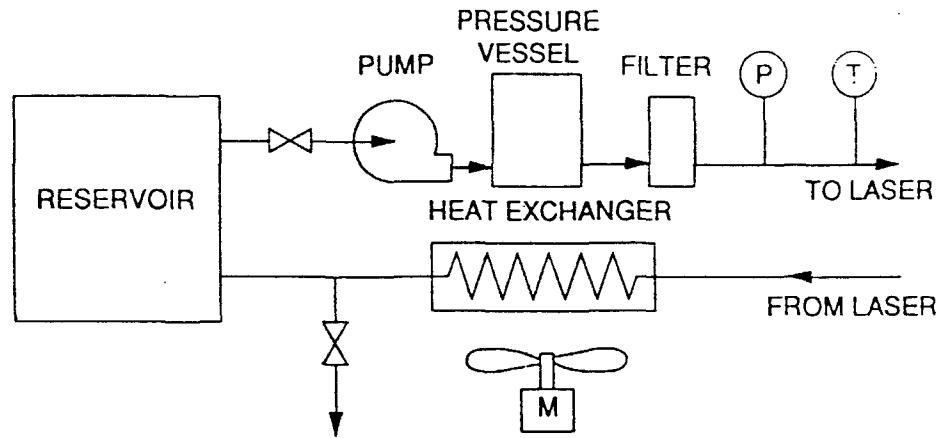 PRESSURE
VESSEL
PUMP
FILTER
P
T
RESERVOIR
TO LASER
HEAT EXCHANGER
FROM LASER
M